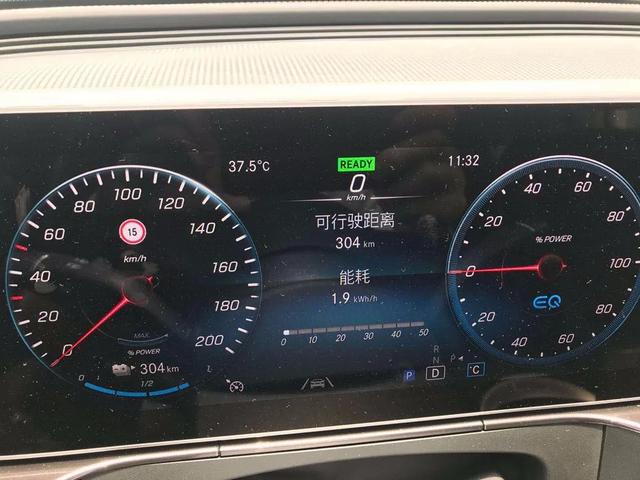 37.5°C
READY
11:32
0
km/h
可行驶距离
304 km
能耗
1.9 kWh/h
0 10 20 30 40 50
0 20 40 60 80 100 120 140 160 180 200
15
km/h
MAX.
% POWER
304 km
1/2
40 60 80 100
20
0
20 40 60 80
% POWER
EQ
R
N
D
P
P
C